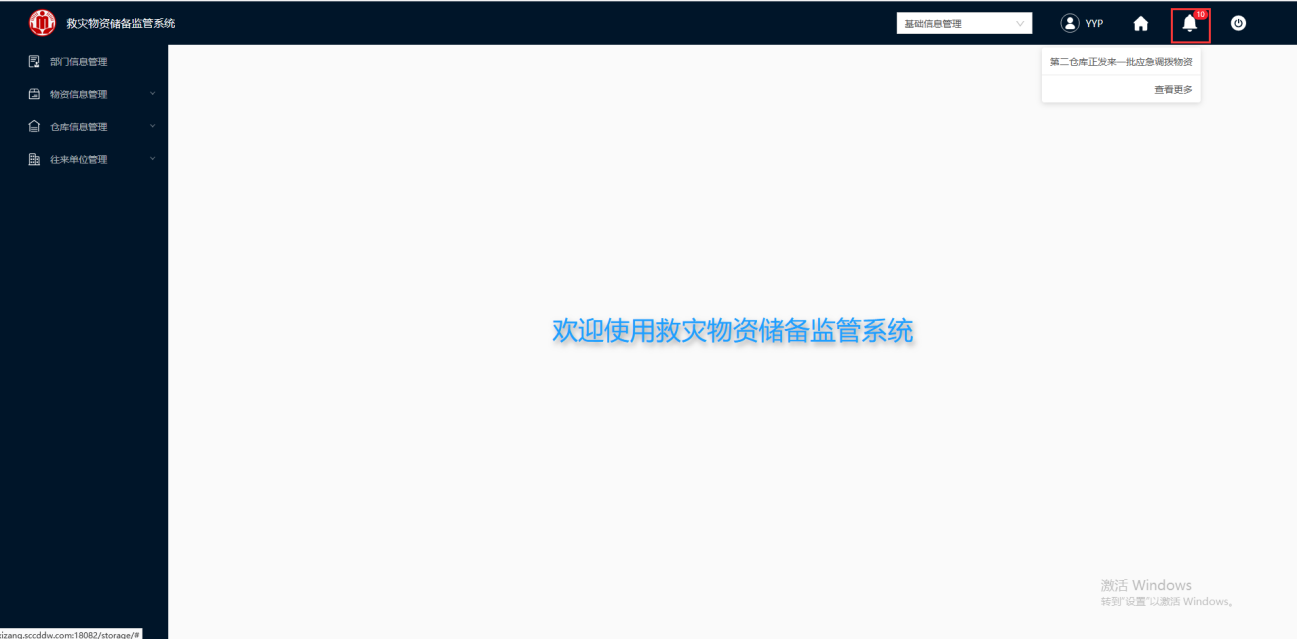 救灾物资储备监管系统
基础信息管理
YYP
10
部门信息管理
第二仓库正发来一批应急调拨物资
物资信息管理
查看更多
仓库信息管理
往来单位管理
欢迎使用救灾物资储备监管系统
激活 Windows
转到"设置"以激活 Windows。
izang.sccddw.com:18082/storage/#